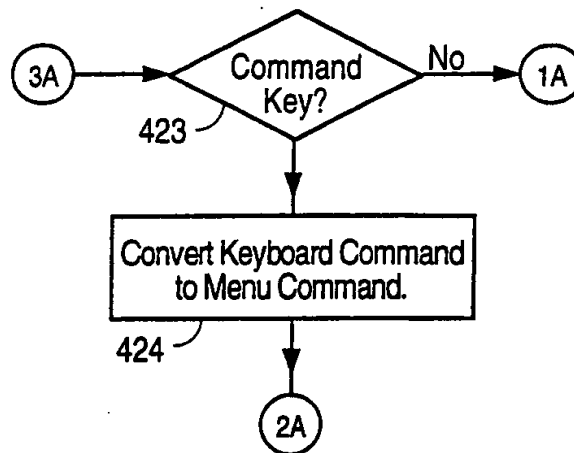 3A
Command
Key?
No
1A
423
Convert Keyboard Command
to Menu Command.
424
2A